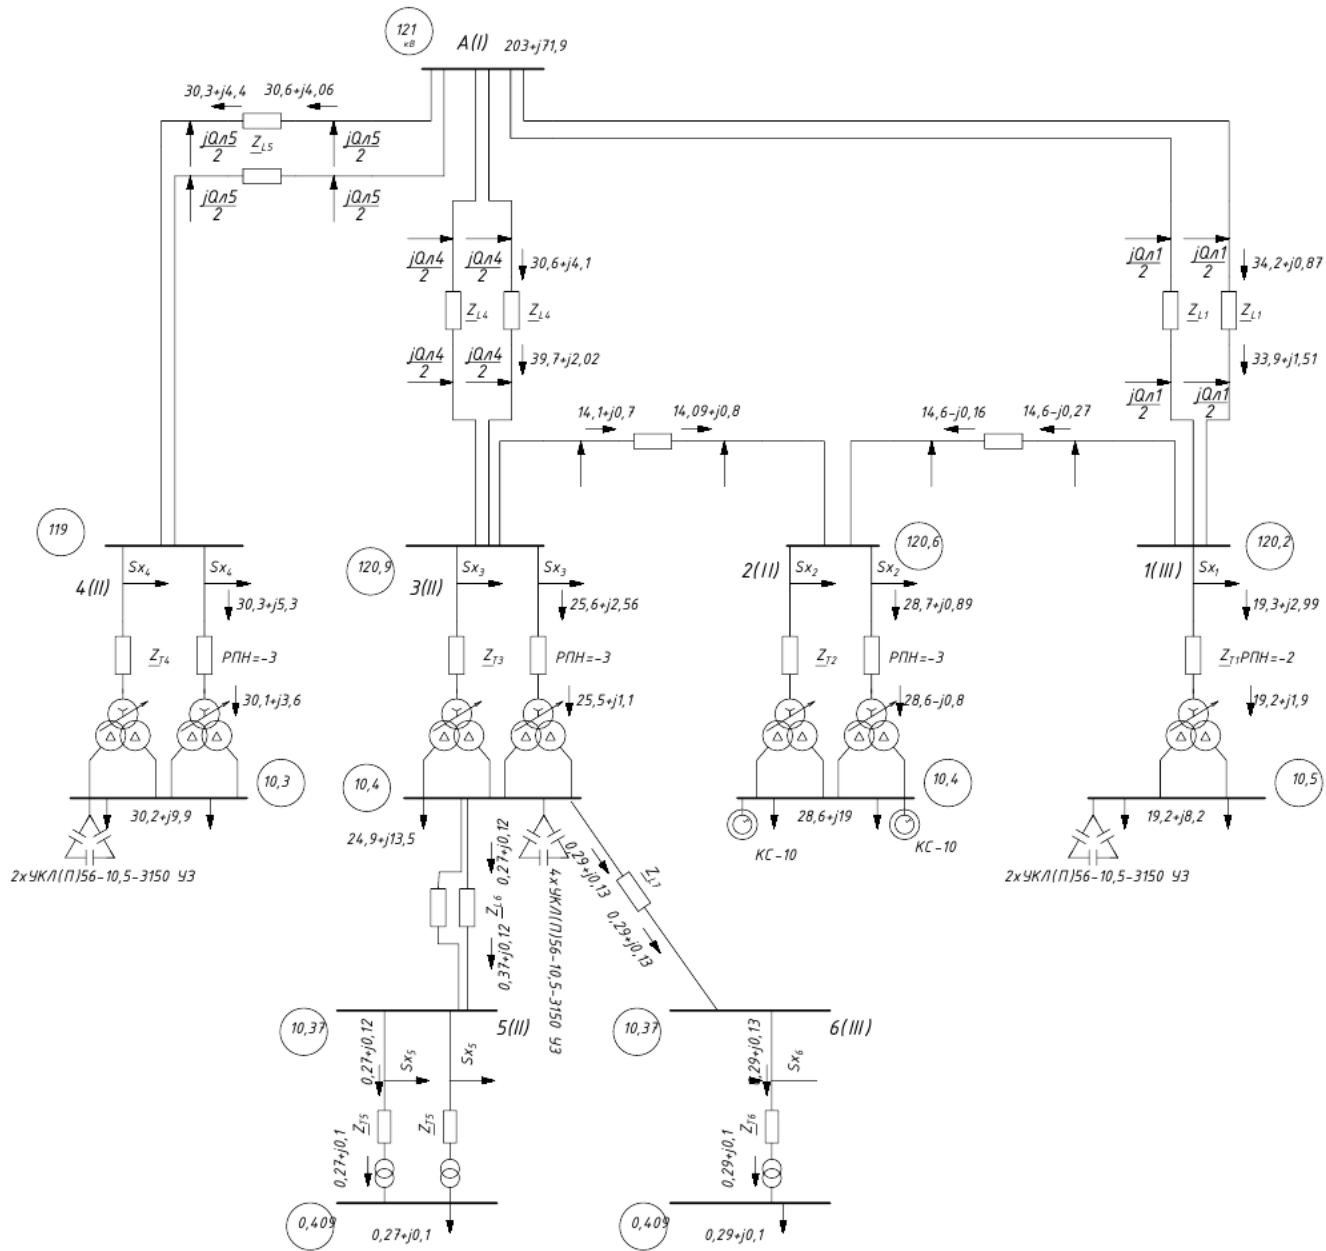 121
кВ
A(I)
203+j71,9
30,3+j4,4
30,6+j4,06
jQл5
2
Z_L5
jQл5
2
jQл5
2
jQл5
2
jQл4
2
jQл4
2
30,6+j4,1
jQл1
2
jQл1
2
34,2+j0,87
Z_L4
Z_L4
Z_L1
Z_L1
jQл4
2
jQл4
2
39,7+j2,02
jQл1
2
jQл1
2
33,9+j1,51
14,1+j0,7
14,09+j0,8
14,6-j0,16
14,6-j0,27
119
120,9
120,6
120,2
4(II)
Sx4
Sx4
3(II)
Sx3
Sx3
2(II)
Sx2
Sx2
1(III)
Sx1
30,3+j5,3
25,6+j2,56
28,7+j0,89
19,3+j2,99
Z_T4
РПН=-3
Z_T3
РПН=-3
Z_T2
РПН=-3
Z_T1
РПН=-2
30,1+j3,6
25,5+j1,1
28,6-j0,8
19,2+j1,9
10,3
10,4
10,4
10,5
30,2+j9,9
24,9+j13,5
28,6+j19
19,2+j8,2
КС-10
КС-10
2хУКЛ(П)56-10,5-3150 УЗ
2хУКЛ(П)56-10,5-3150 УЗ
0,27+j0,12
Z_L6
0,37+j0,12
4хУКЛ(П)56-10,5-3150 УЗ
0,29+j0,13
Z_L7
0,29+j0,13
10,37
5(II)
10,37
6(III)
0,27+j0,12
Sx5
Sx5
0,29+j0,13
Sx6
Z_T5
Z_T5
Z_T6
0,27+j0,1
0,29+j0,1
0,409
0,27+j0,1
0,409
0,29+j0,1